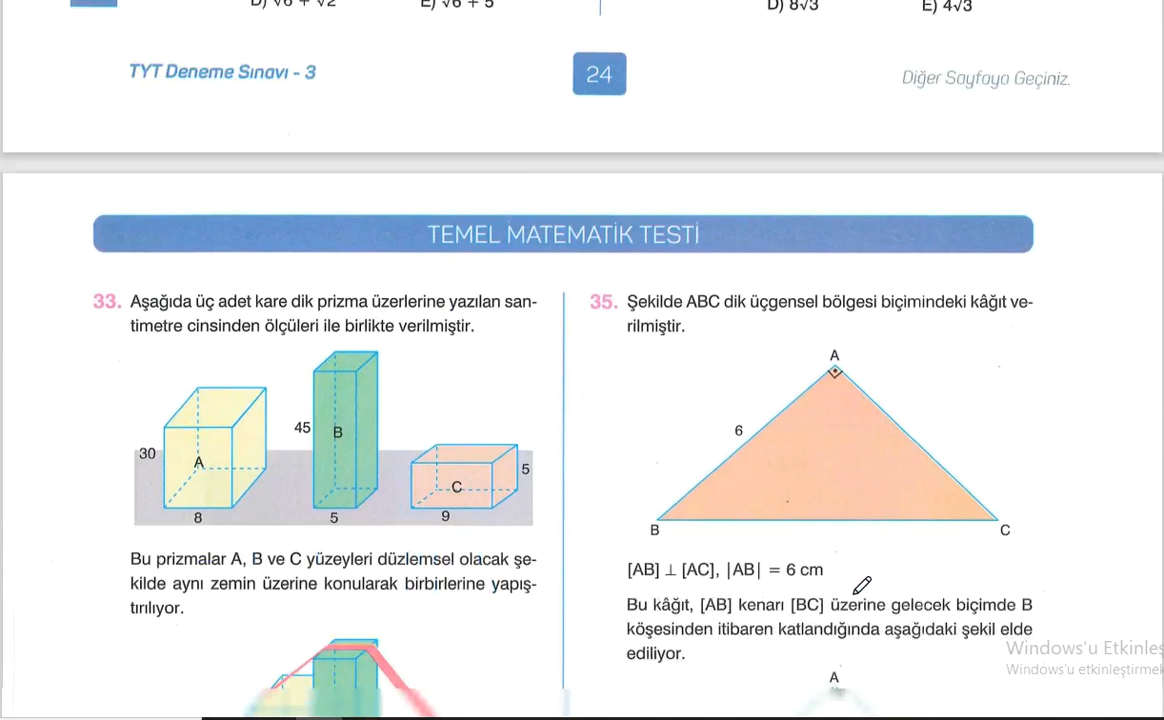 D) √6 + √2
E) √6 + 5
D) 8√3
E) 4√3
TYT Deneme Sınavı - 3
24
Diğer Sayfaya Geçiniz.
TEMEL MATEMATİK TESTİ
33. Aşağıda üç adet kare dik prizma üzerlerine yazılan san-
timetre cinsinden ölçüleri ile birlikte verilmiştir.
30
A
8
45
B
5
C
5
9
Bu prizmalar A, B ve C yüzeyleri düzlemsel olacak şe-
kilde aynı zemin üzerine konularak birbirlerine yapış-
tırılıyor.
35. Şekilde ABC dik üçgensel bölgesi biçimindeki kâğıt ve-
rilmiştir.
A
6
B
C
[AB] ⊥ [AC], |AB| = 6 cm
Bu kâğıt, [AB] kenarı [BC] üzerine gelecek biçimde B
köşesinden itibaren katlandığında aşağıdaki şekil elde
ediliyor.
A
Windows'u Etkinleş
Windows'u etkinleştirmek